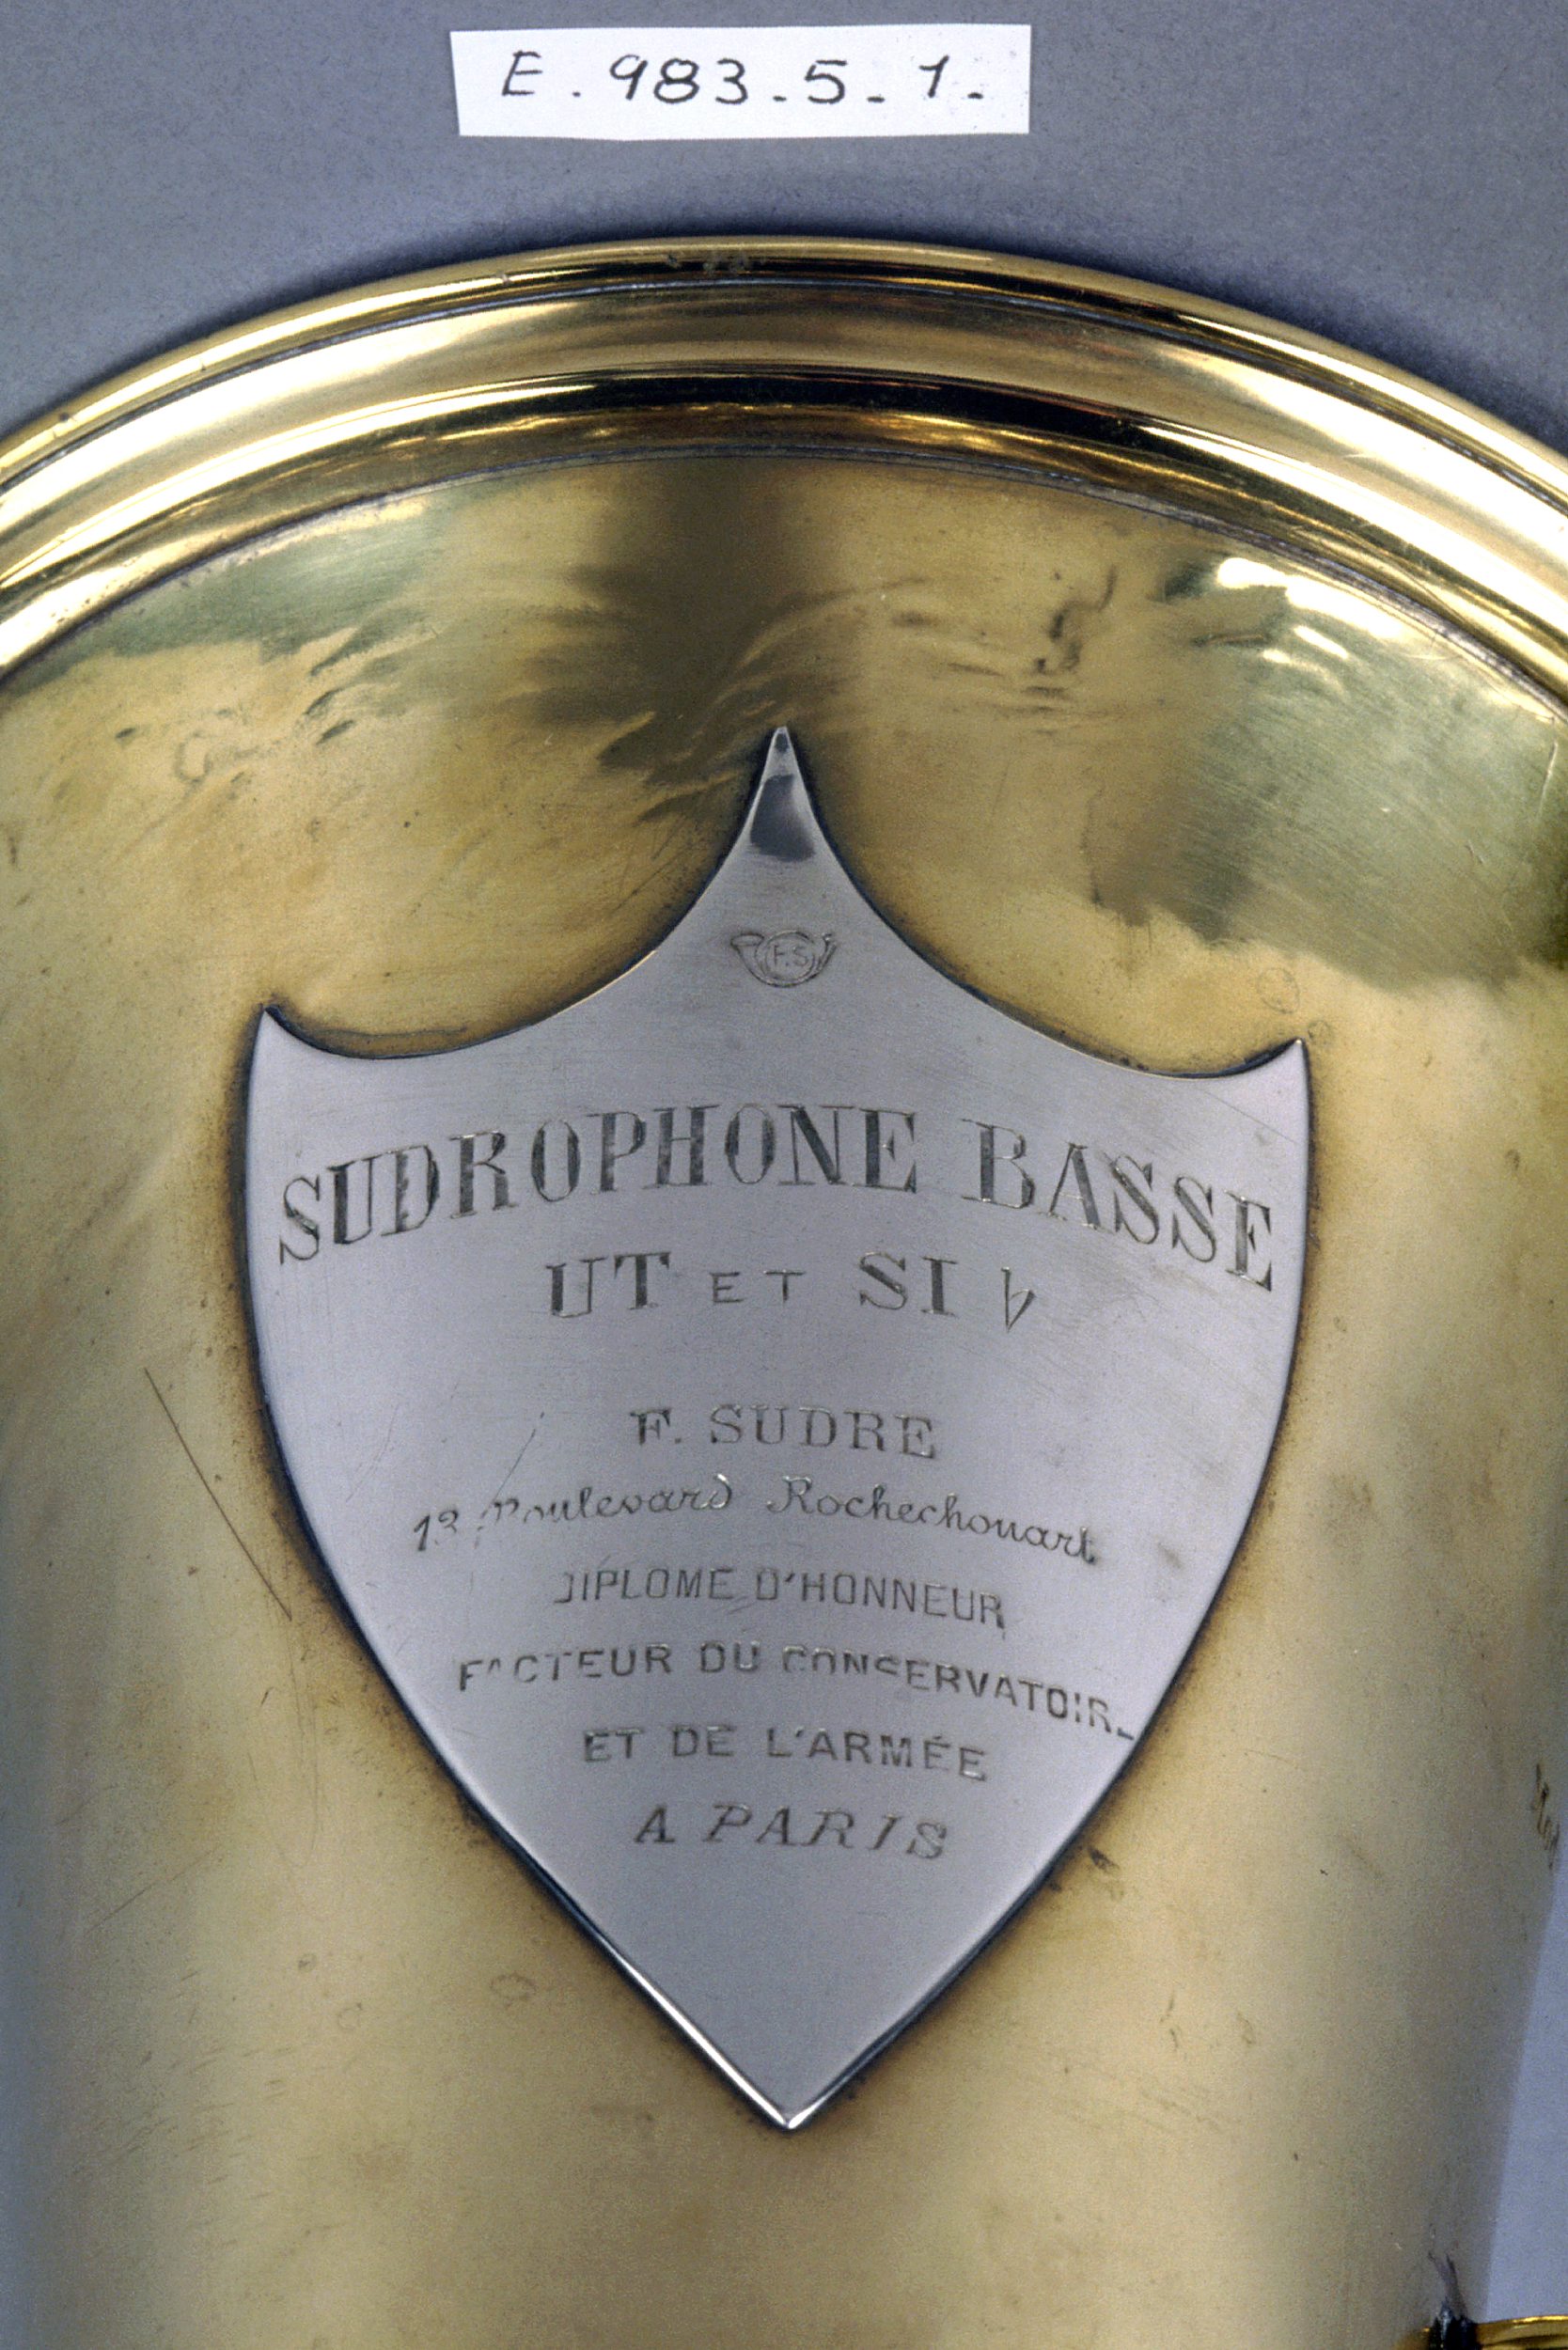 E. 983.5.1.
F.S
SUDROPHONE BASSE
UT ET SI ♭
F. SUDRE
13 Boulevard Rochechouart
DIPLOME D'HONNEUR
FACTEUR DU CONSERVATOIRE
ET DE L'ARMÉE
A PARIS